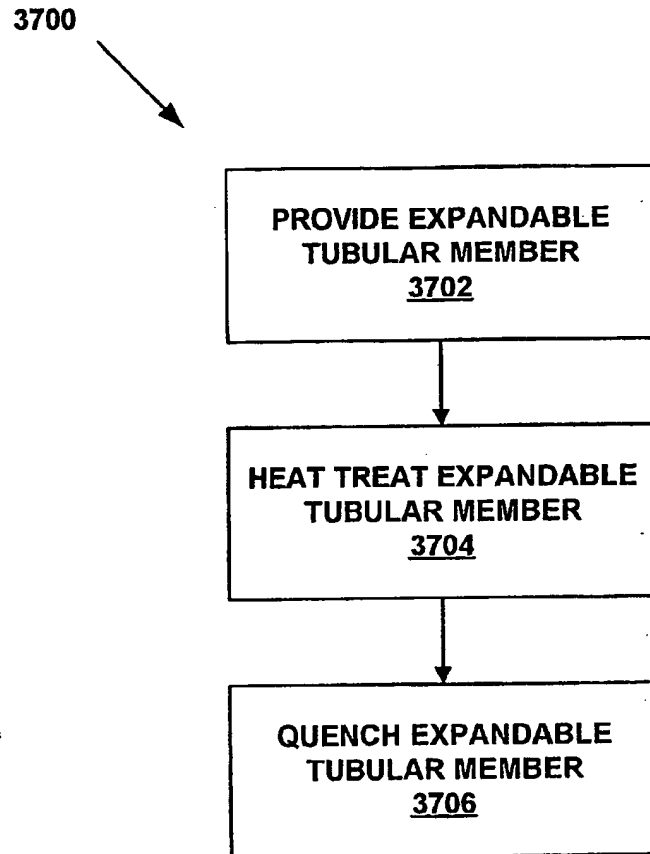 3700
PROVIDE EXPANDABLE
TUBULAR MEMBER
3702
HEAT TREAT EXPANDABLE
TUBULAR MEMBER
3704
QUENCH EXPANDABLE
TUBULAR MEMBER
3706